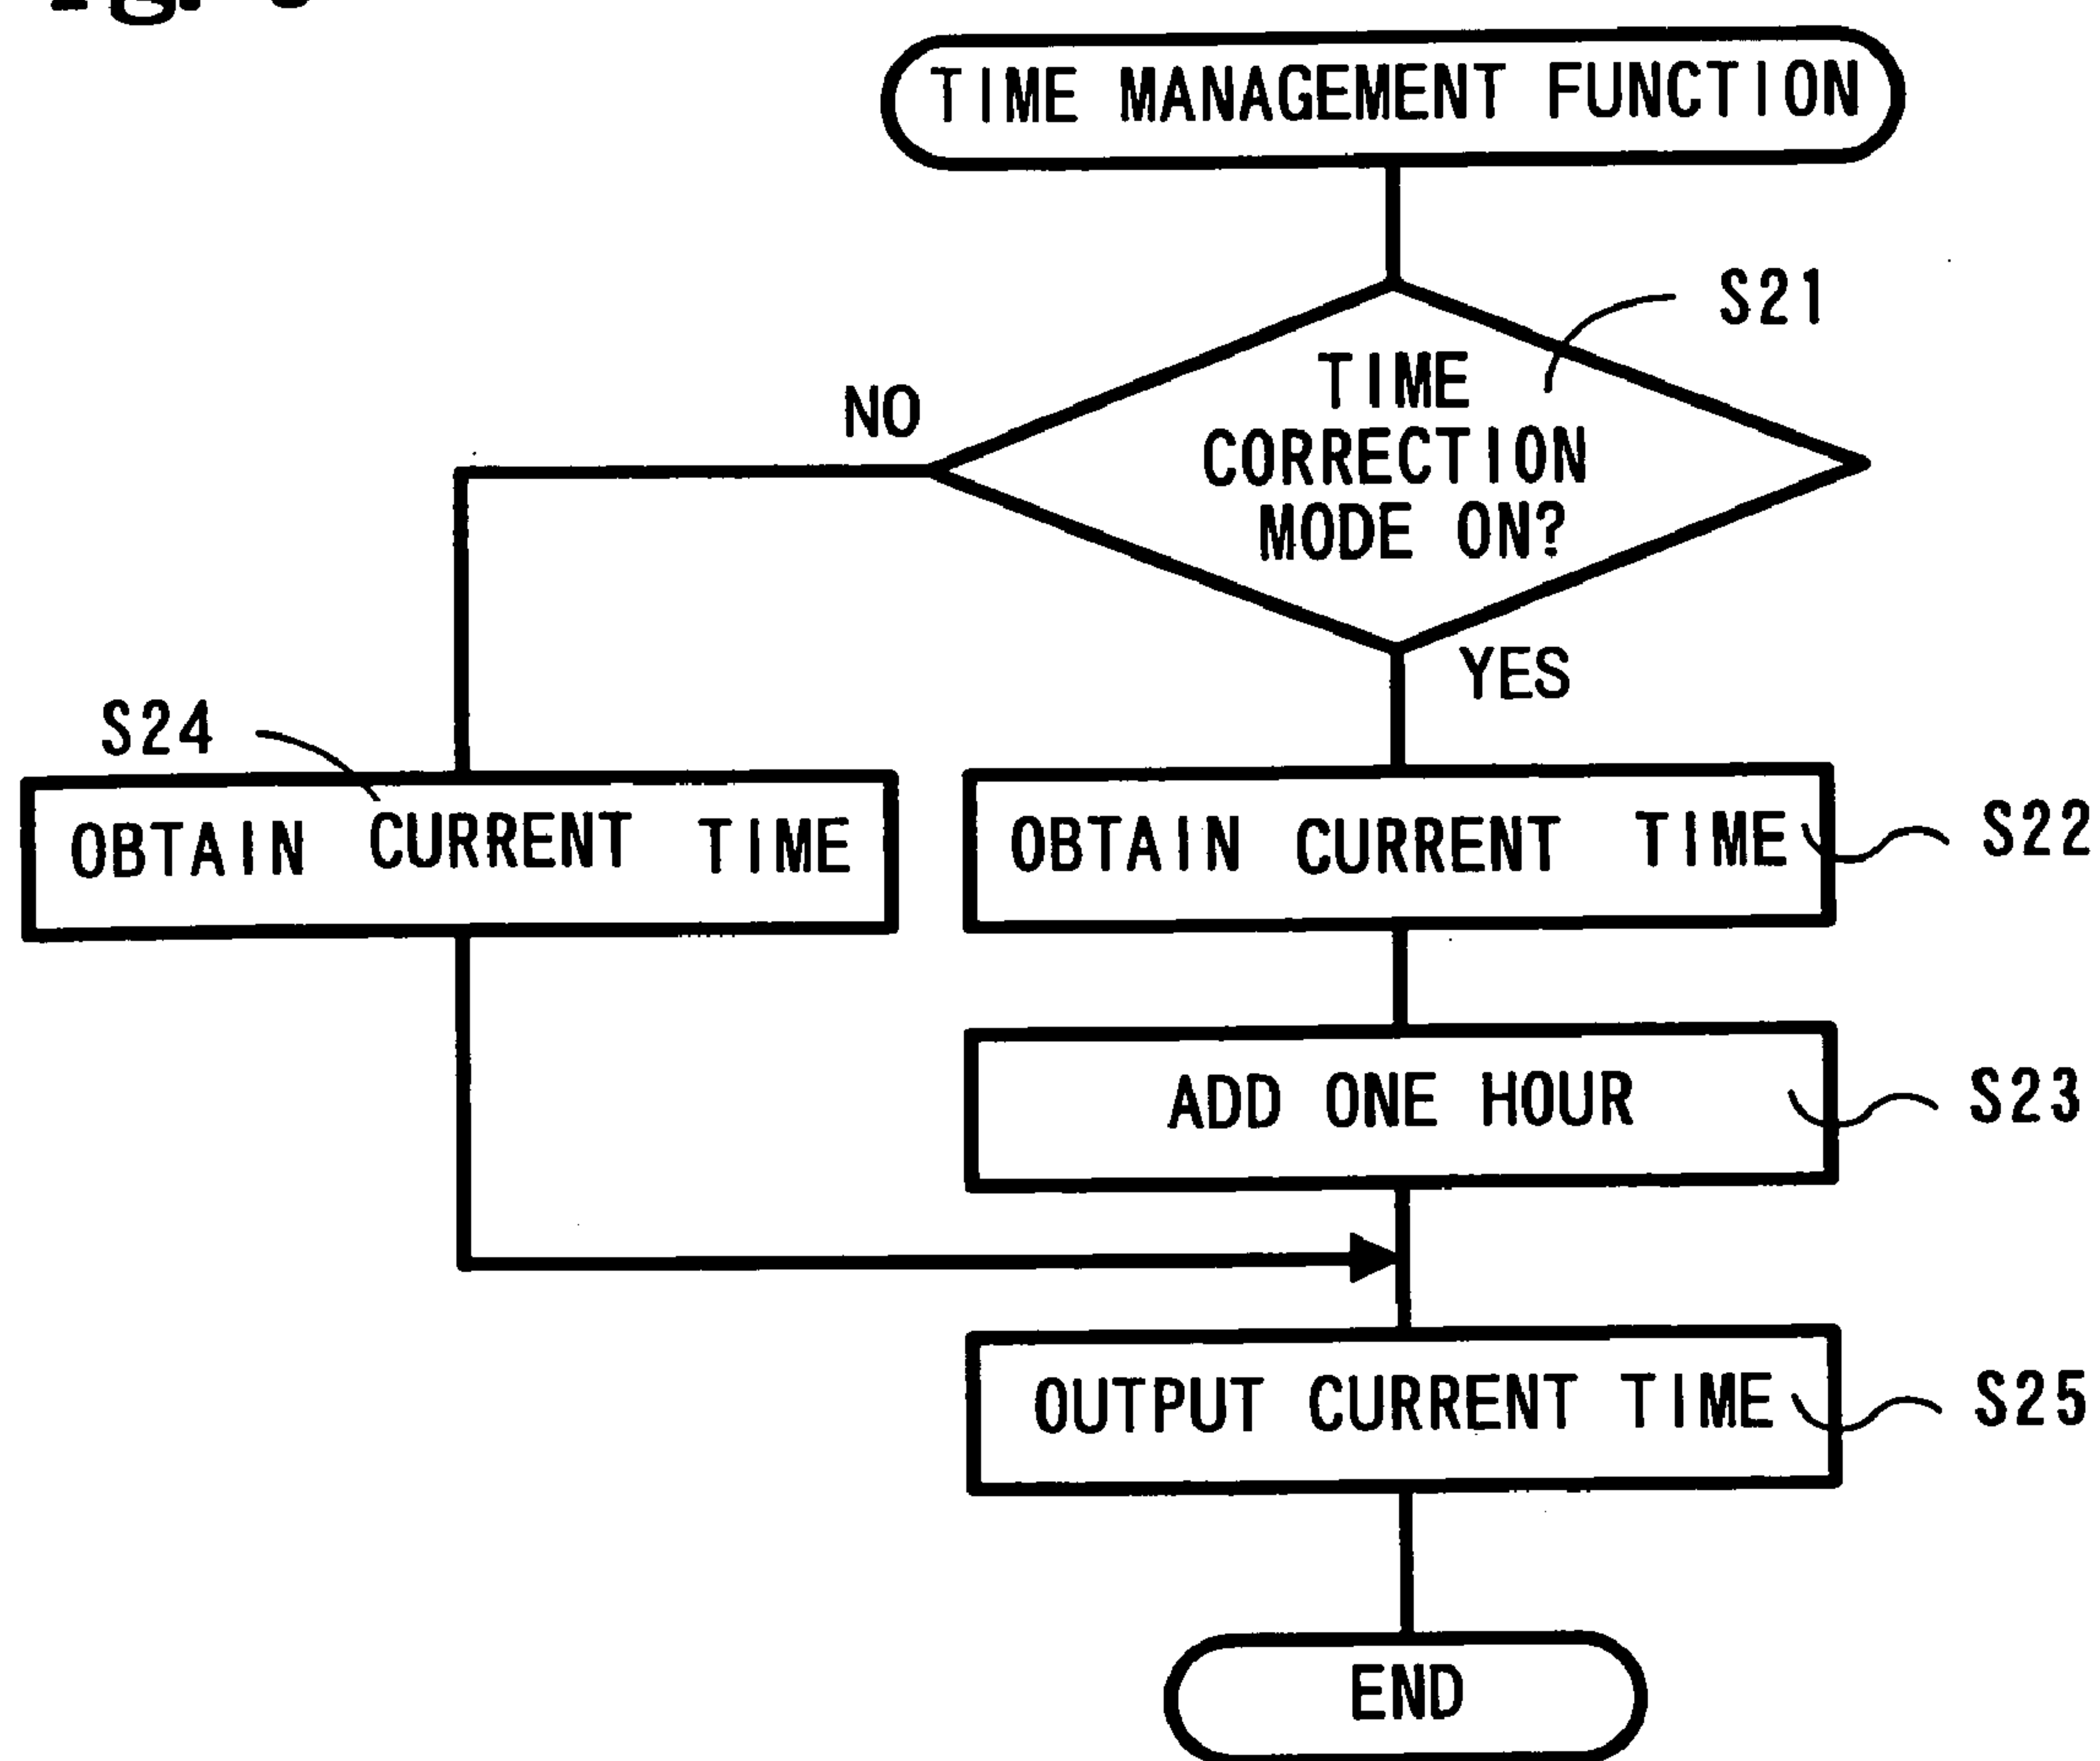 TIME MANAGEMENT FUNCTION
S21
TIME
CORRECTION
MODE ON?
NO
YES
S24
OBTAIN CURRENT TIME
OBTAIN CURRENT TIME
S22
ADD ONE HOUR
S23
OUTPUT CURRENT TIME
S25
END